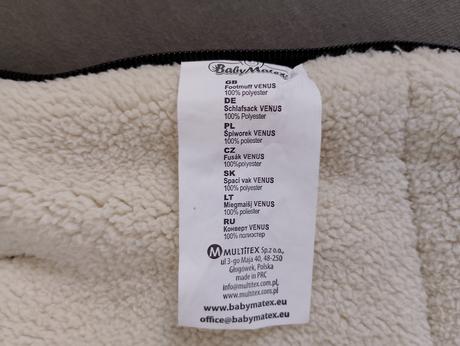 BabyMatex
GB
Footmuff VENUS
100% polyester
DE
Schlafsack VENUS
100% Polyester
PL
Śpiworek VENUS
100% poliester
CZ
Fusák VENUS
100%polyester
SK
Spaci vak VENUS
100% polyester
LT
Miegmaišj VENUS
100% poliester
RU
Конверт VENUS
100% полиэстер
M MULTITEX Sp.z o.o.,
ul 3-go Maja 40, 48-250
Głogówek, Polska
made in PRC
info@multitex.com.pl,
www.multitex.com.pl
www.babymatex.eu
office@babymatex.eu